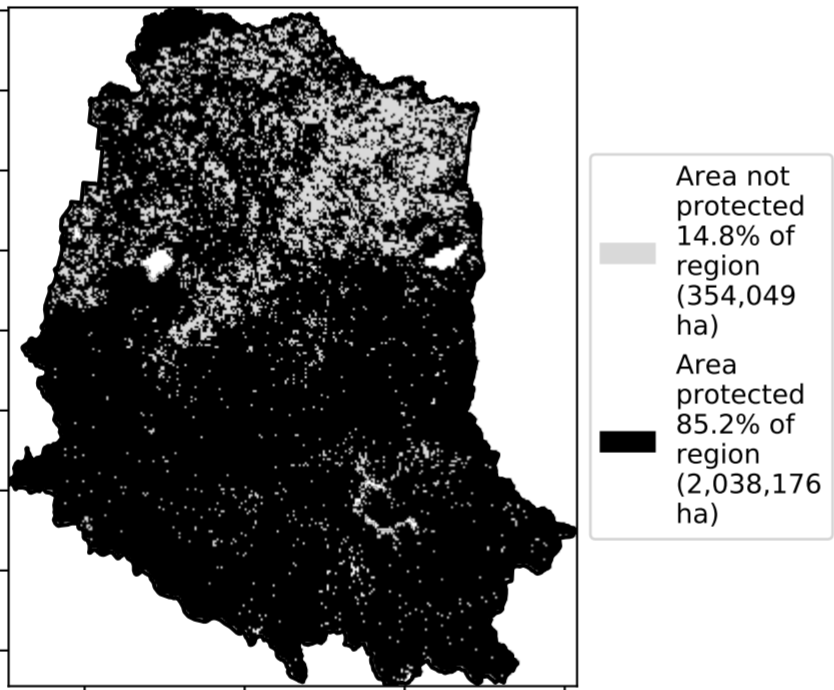 Area not
protected
14.8% of
region
(354,049
ha)
Area
protected
85.2% of
region
(2,038,176
ha)